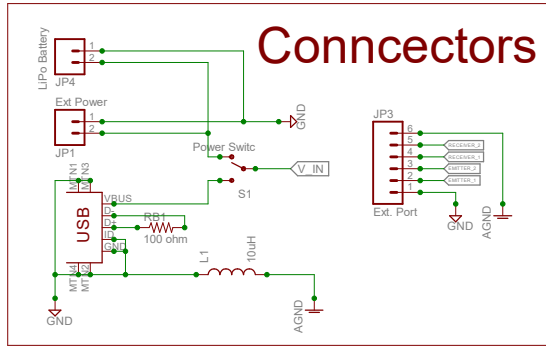 Conncectors
LiPo Battery
1
2
JP4
Ext Power
1
2
JP1
GND
Power Switc
V_IN
S1
MTN1
MTN3
USB
VBUS
D-
D+
ID
GND
MTN4
MTN2
RB1
100 ohm
L1
10uH
GND
AGND
JP3
6
5
4
3
2
1
RECEIVER_2
RECEIVER_1
EMITTER_2
EMITTER_1
Ext. Port
GND
AGND